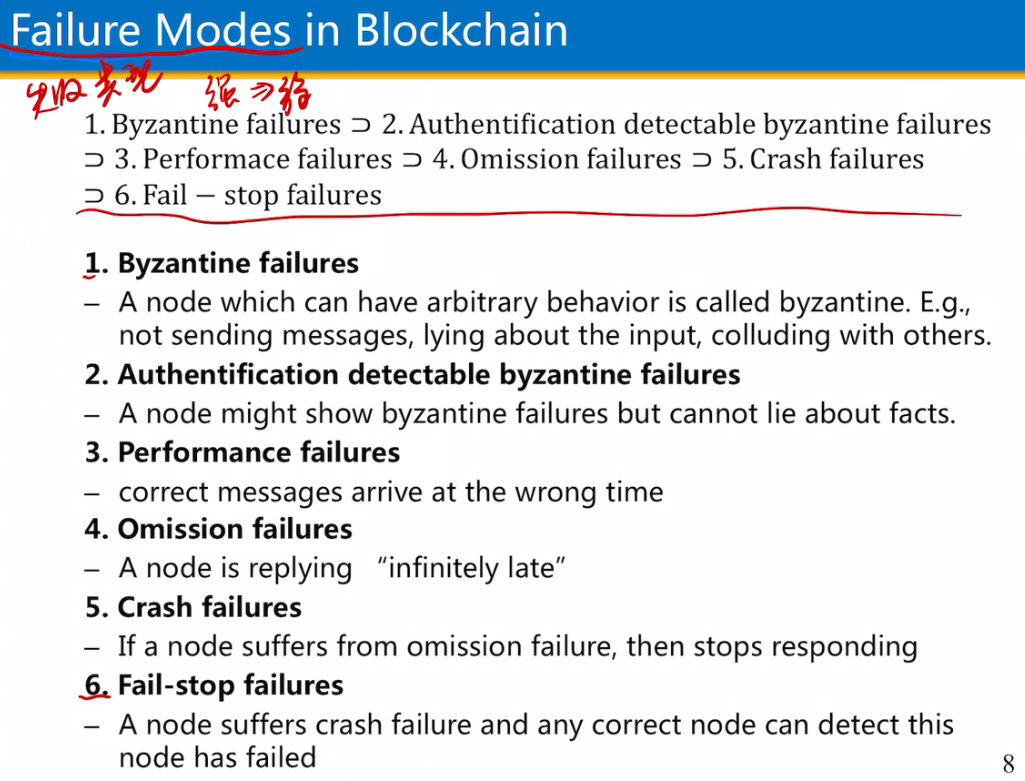 Failure Modes in Blockchain
强 ⇒ 弱
1. Byzantine failures ⊃ 2. Authentification detectable byzantine failures
⊃ 3. Performace failures ⊃ 4. Omission failures ⊃ 5. Crash failures
⊃ 6. Fail − stop failures
1. Byzantine failures
– A node which can have arbitrary behavior is called byzantine. E.g.,
not sending messages, lying about the input, colluding with others.
2. Authentification detectable byzantine failures
– A node might show byzantine failures but cannot lie about facts.
3. Performance failures
– correct messages arrive at the wrong time
4. Omission failures
– A node is replying “infinitely late”
5. Crash failures
– If a node suffers from omission failure, then stops responding
6. Fail-stop failures
– A node suffers crash failure and any correct node can detect this
node has failed
8